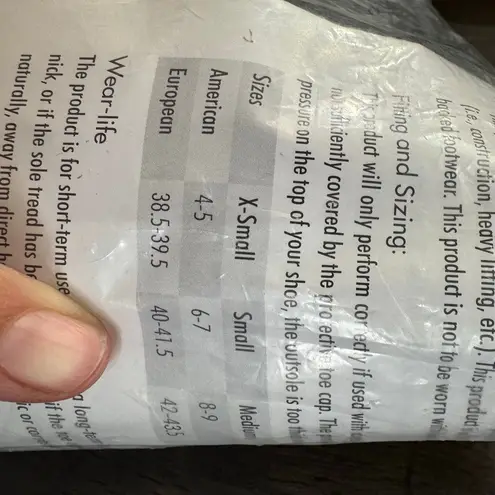 (i.e. construction, heavy lifting, etc.). This product
footwear. This product is not to be worn
Fitting and Sizing:
product will only perform correctly if used with
sufficiently covered by the protective toe cap. The
pressure on the top of your shoe, the outsole is too
Sizes X-Small Small Medium
American 4-5 6-7 8-9
European 38.5-39.5 40-41.5 42-43.5
Wear-life
The product is for short-term use a long-
nick, or if the sole tread has if the
naturally, away from direct